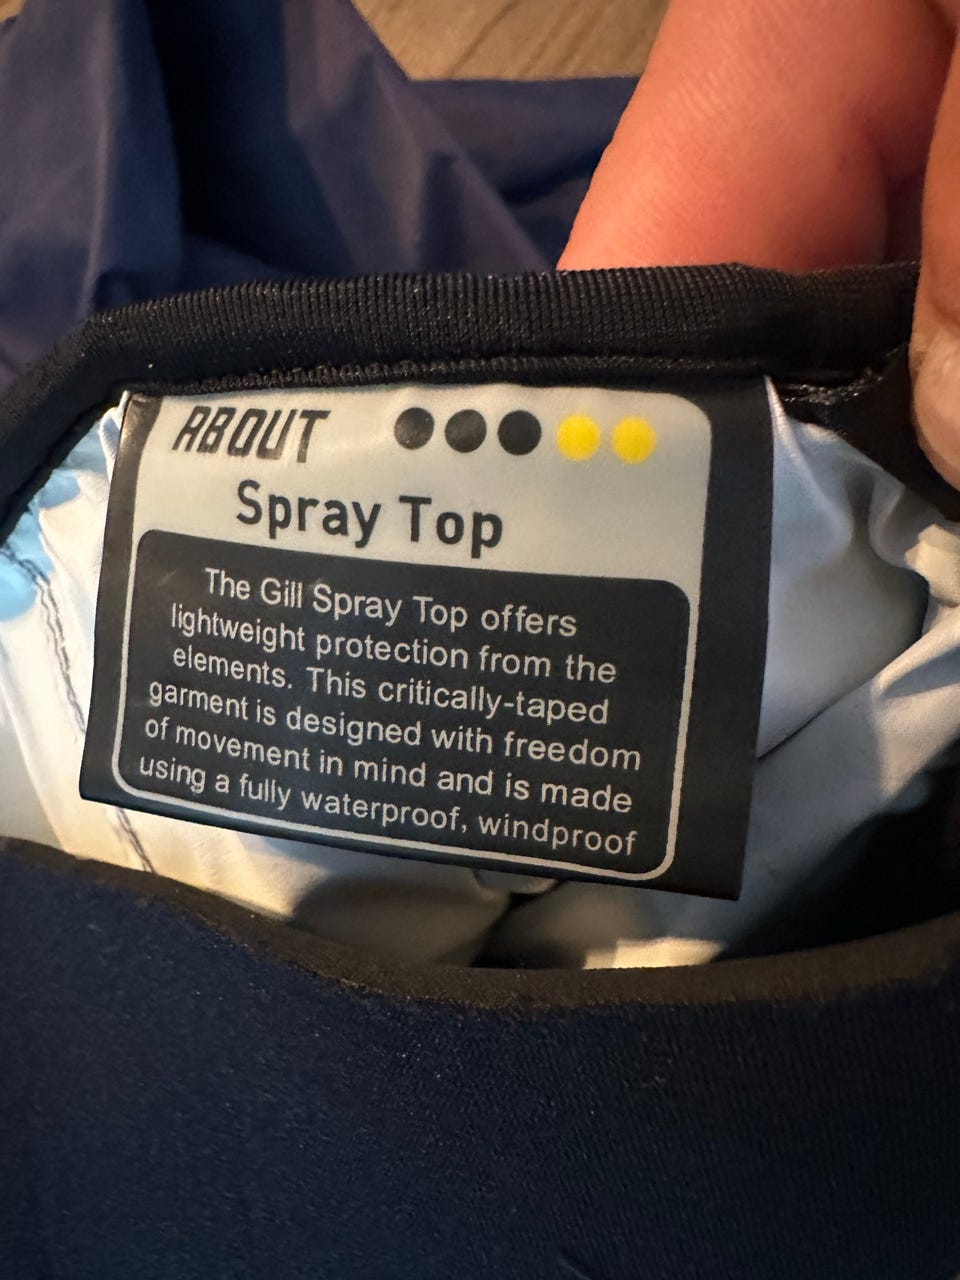 ABOUT
Spray Top
The Gill Spray Top offers
lightweight protection from the
elements. This critically-taped
garment is designed with freedom
of movement in mind and is made
using a fully waterproof, windproof